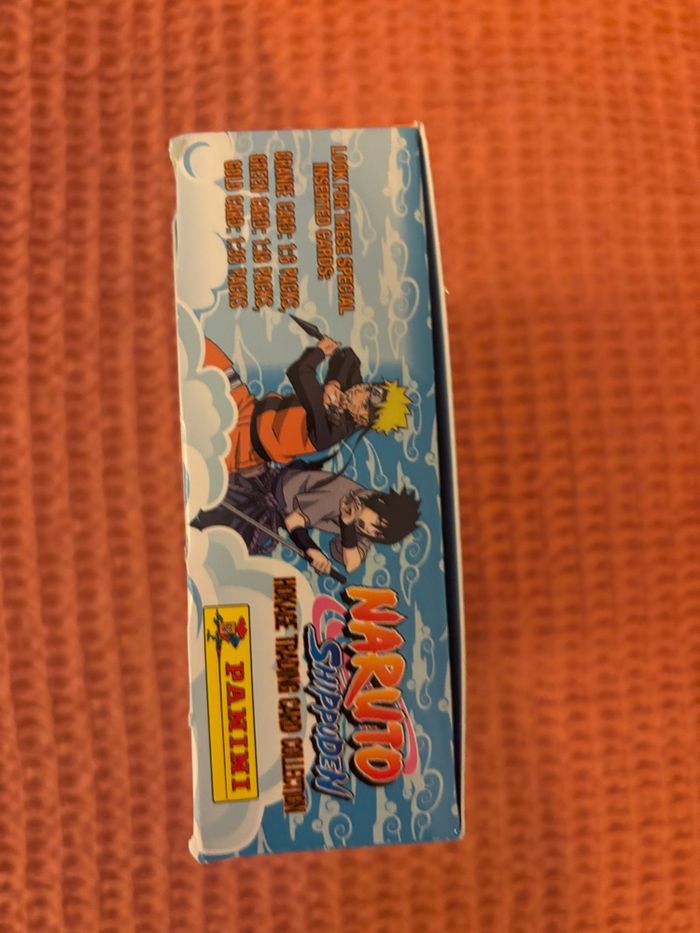 LOOK FOR THESE SPECIAL
INSERTED CARDS:
ORANGE CARD: 1:3 PACKS,
GREEN CARD: 1:18 PACKS,
GOLD CARD: 1:36 PACKS
NARUTO
SHIPPUDEN
HOKAGE TRADING CARD COLLECTION
PANINI